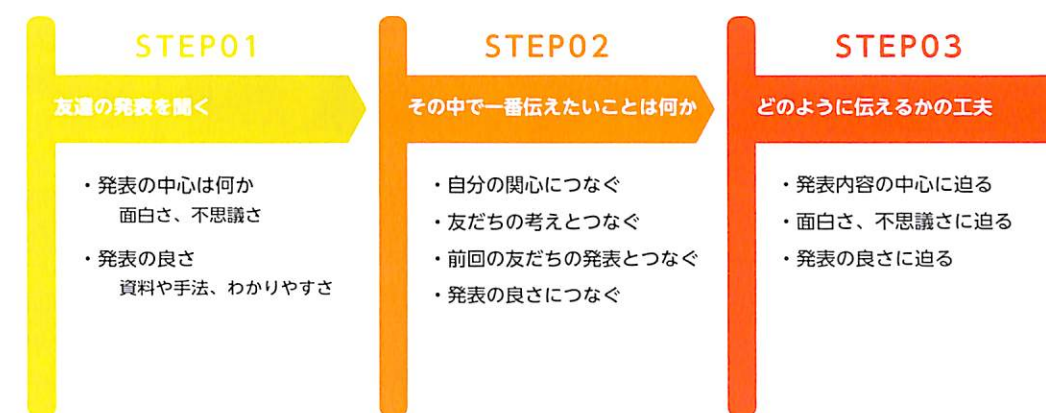 STEP01
友達の発表を聞く
・発表の中心は何か
面白さ、不思議さ
・発表の良さ
資料や手法、わかりやすさ
STEP02
その中で一番伝えたいことは何か
・自分の関心につなぐ
・友だちの考えとつなぐ
・前回の友だちの発表とつなぐ
・発表の良さにつなぐ
STEP03
どのように伝えるかの工夫
・発表内容の中心に迫る
・面白さ、不思議さに迫る
・発表の良さに迫る